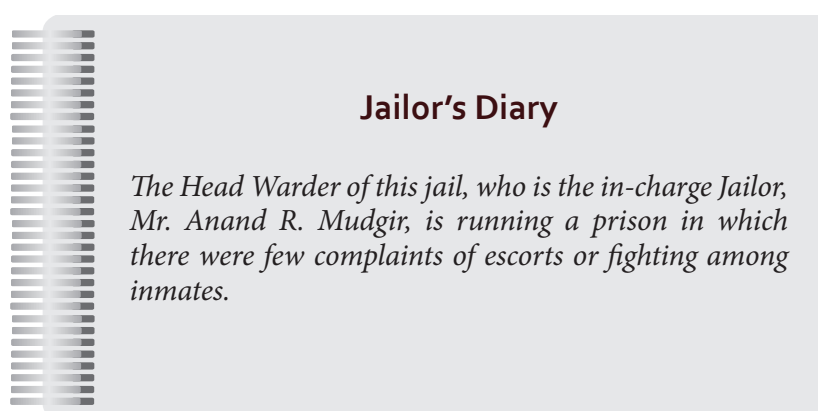 Jailor’s Diary
The Head Warder of this jail, who is the in-charge Jailor,
Mr. Anand R. Mudgir, is running a prison in which
there were few complaints of escorts or fighting among
inmates.